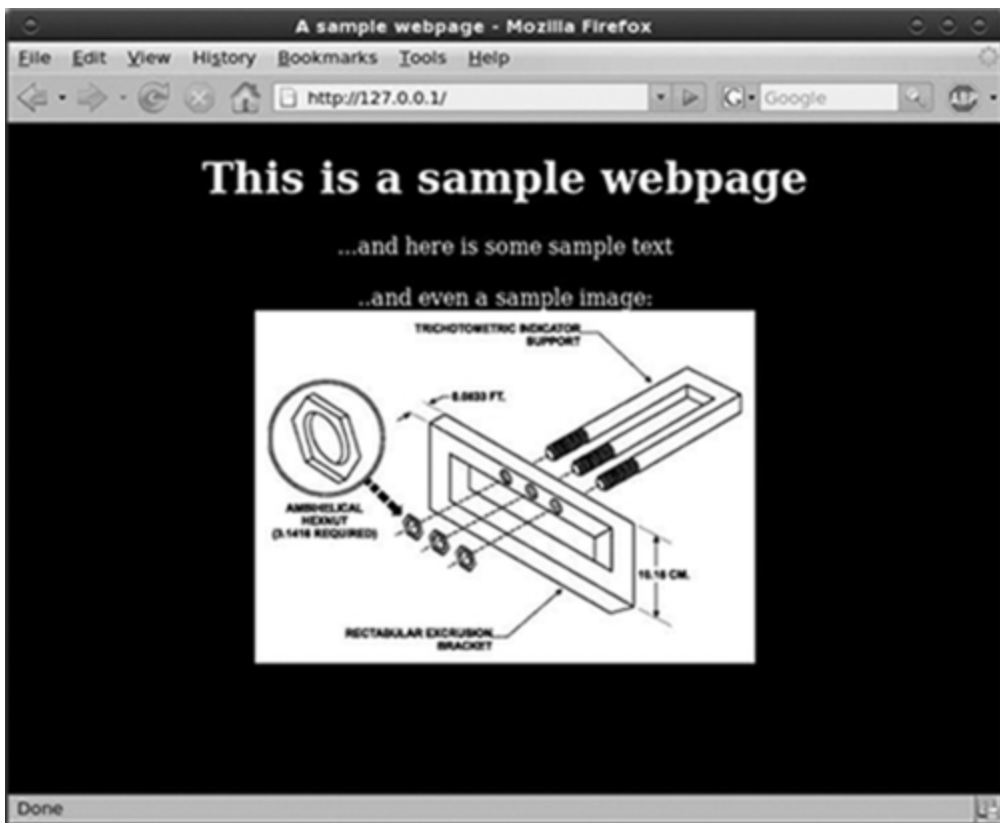 A sample webpage - Mozilla Firefox
File Edit View History Bookmarks Tools Help
http://127.0.0.1/ G Google ABP
This is a sample webpage
...and here is some sample text
..and even a sample image:
TRICHOTOMETRIC INDICATOR
SUPPORT
FT.
AMBIHELICAL
HEXNUT
(3.1416 REQUIRED)
10.16 CM.
RECTABULAR EXCRUSION
BRACKET
Done